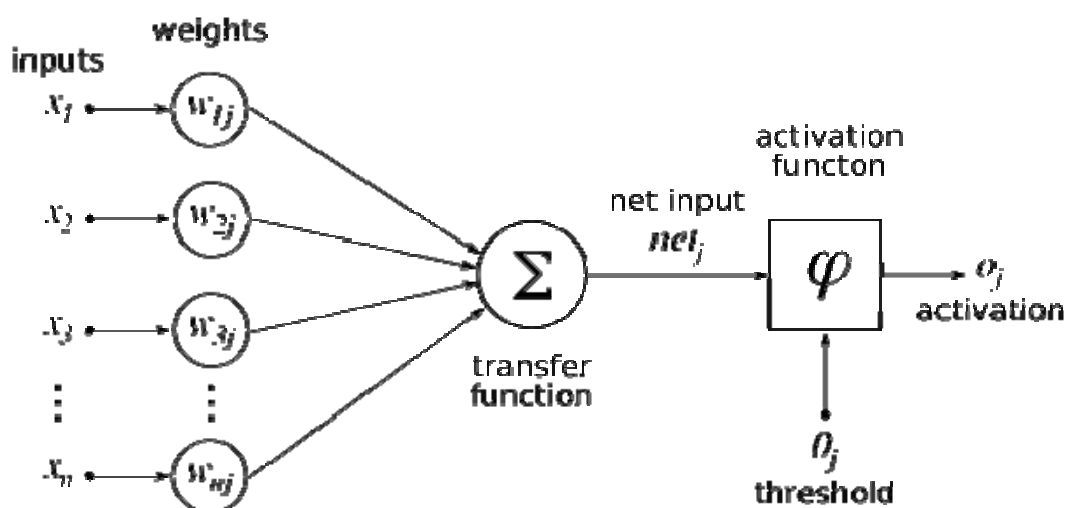 weights
inputs
x1
w1j
x2
w2j
x3
w3j
xn
wnj
Σ
transfer
function
net input
netj
activation
functon
φ
oj
activation
θj
threshold